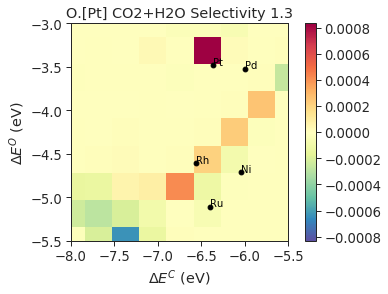 O.[Pt] CO2+H2O Selectivity 1.3
ΔE^O (eV)
−3.0
−3.5
−4.0
−4.5
−5.0
−5.5
Pt
Pd
Rh
Ni
Ru
−8.0 −7.5 −7.0 −6.5 −6.0 −5.5
ΔE^C (eV)
0.0008
0.0006
0.0004
0.0002
0.0000
−0.0002
−0.0004
−0.0006
−0.0008